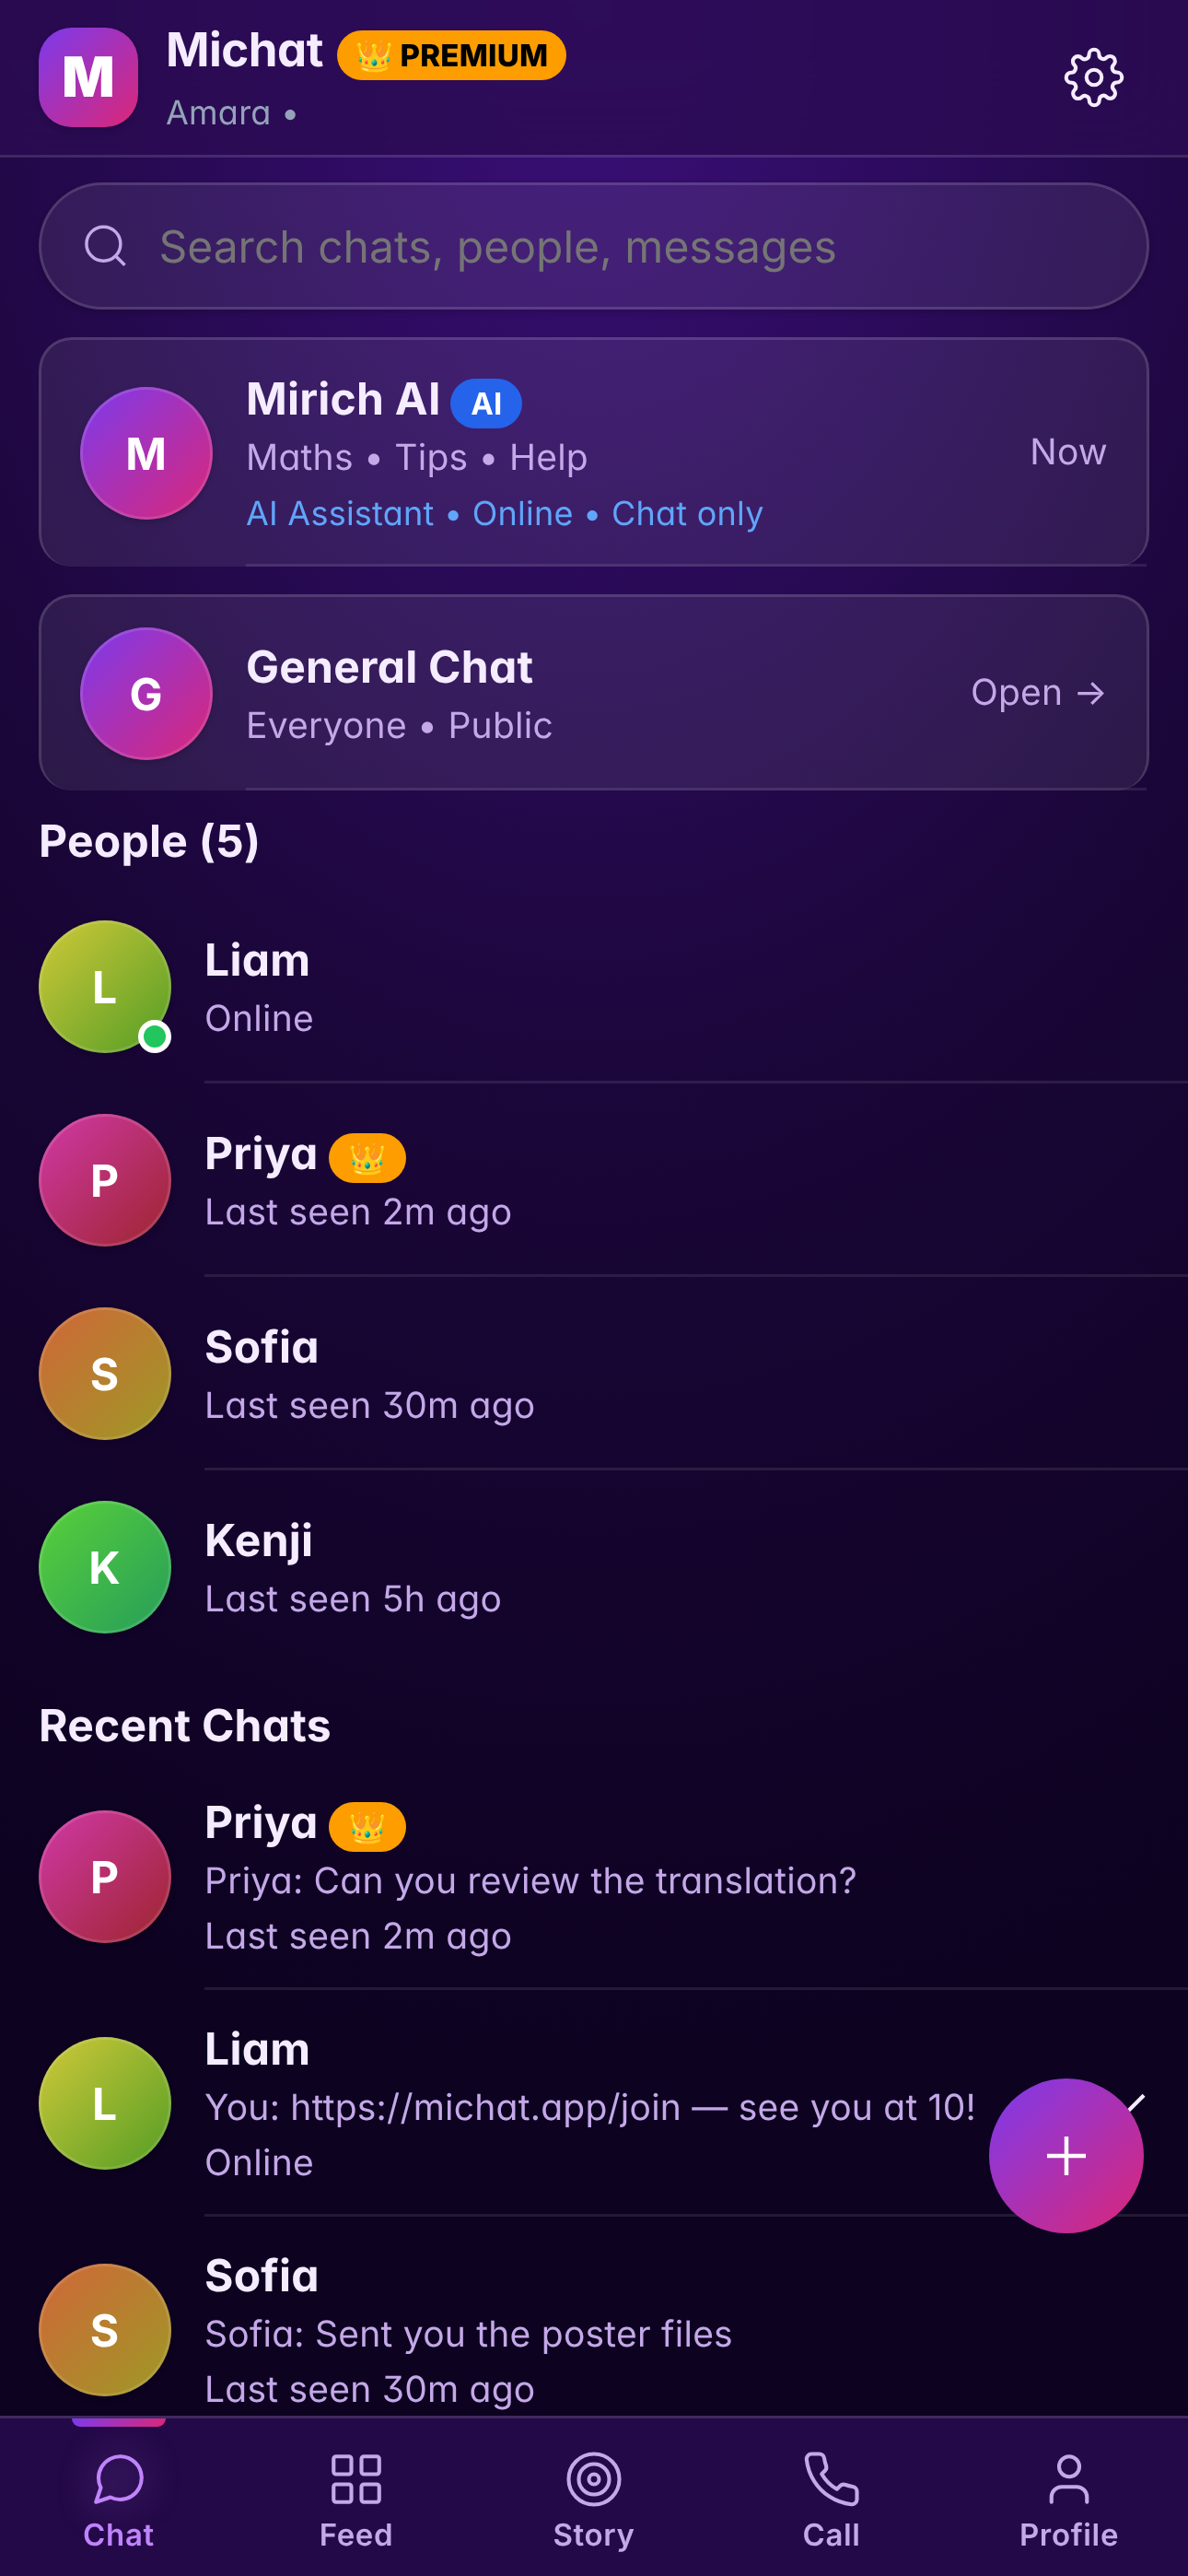 M
Michat 👑 PREMIUM
Amara •
Search chats, people, messages
M
Mirich AI AI
Maths • Tips • Help
AI Assistant • Online • Chat only
Now
G
General Chat
Everyone • Public
Open →
People (5)
L
Liam
Online
P
Priya 👑
Last seen 2m ago
S
Sofia
Last seen 30m ago
K
Kenji
Last seen 5h ago
Recent Chats
P
Priya 👑
Priya: Can you review the translation?
Last seen 2m ago
L
Liam
You: https://michat.app/join — see you at 10!
Online
S
Sofia
Sofia: Sent you the poster files
Last seen 30m ago
Chat
Feed
Story
Call
Profile